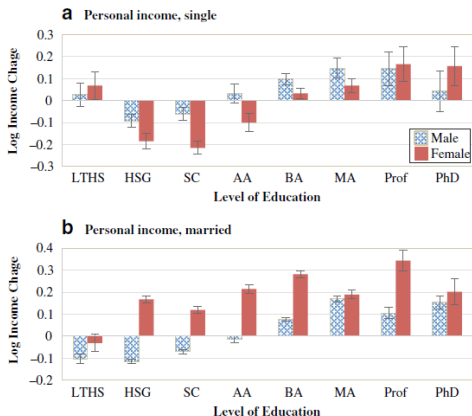 a Personal income, single
Log Income Chage
0.3
0.2
0.1
0
−0.1
−0.2
−0.3
Male
Female
LTHS HSG SC AA BA MA Prof PhD
Level of Education
b Personal income, married
Log Income Chage
0.4
0.3
0.2
0.1
0
−0.1
−0.2
LTHS HSG SC AA BA MA Prof PhD
Level of Education